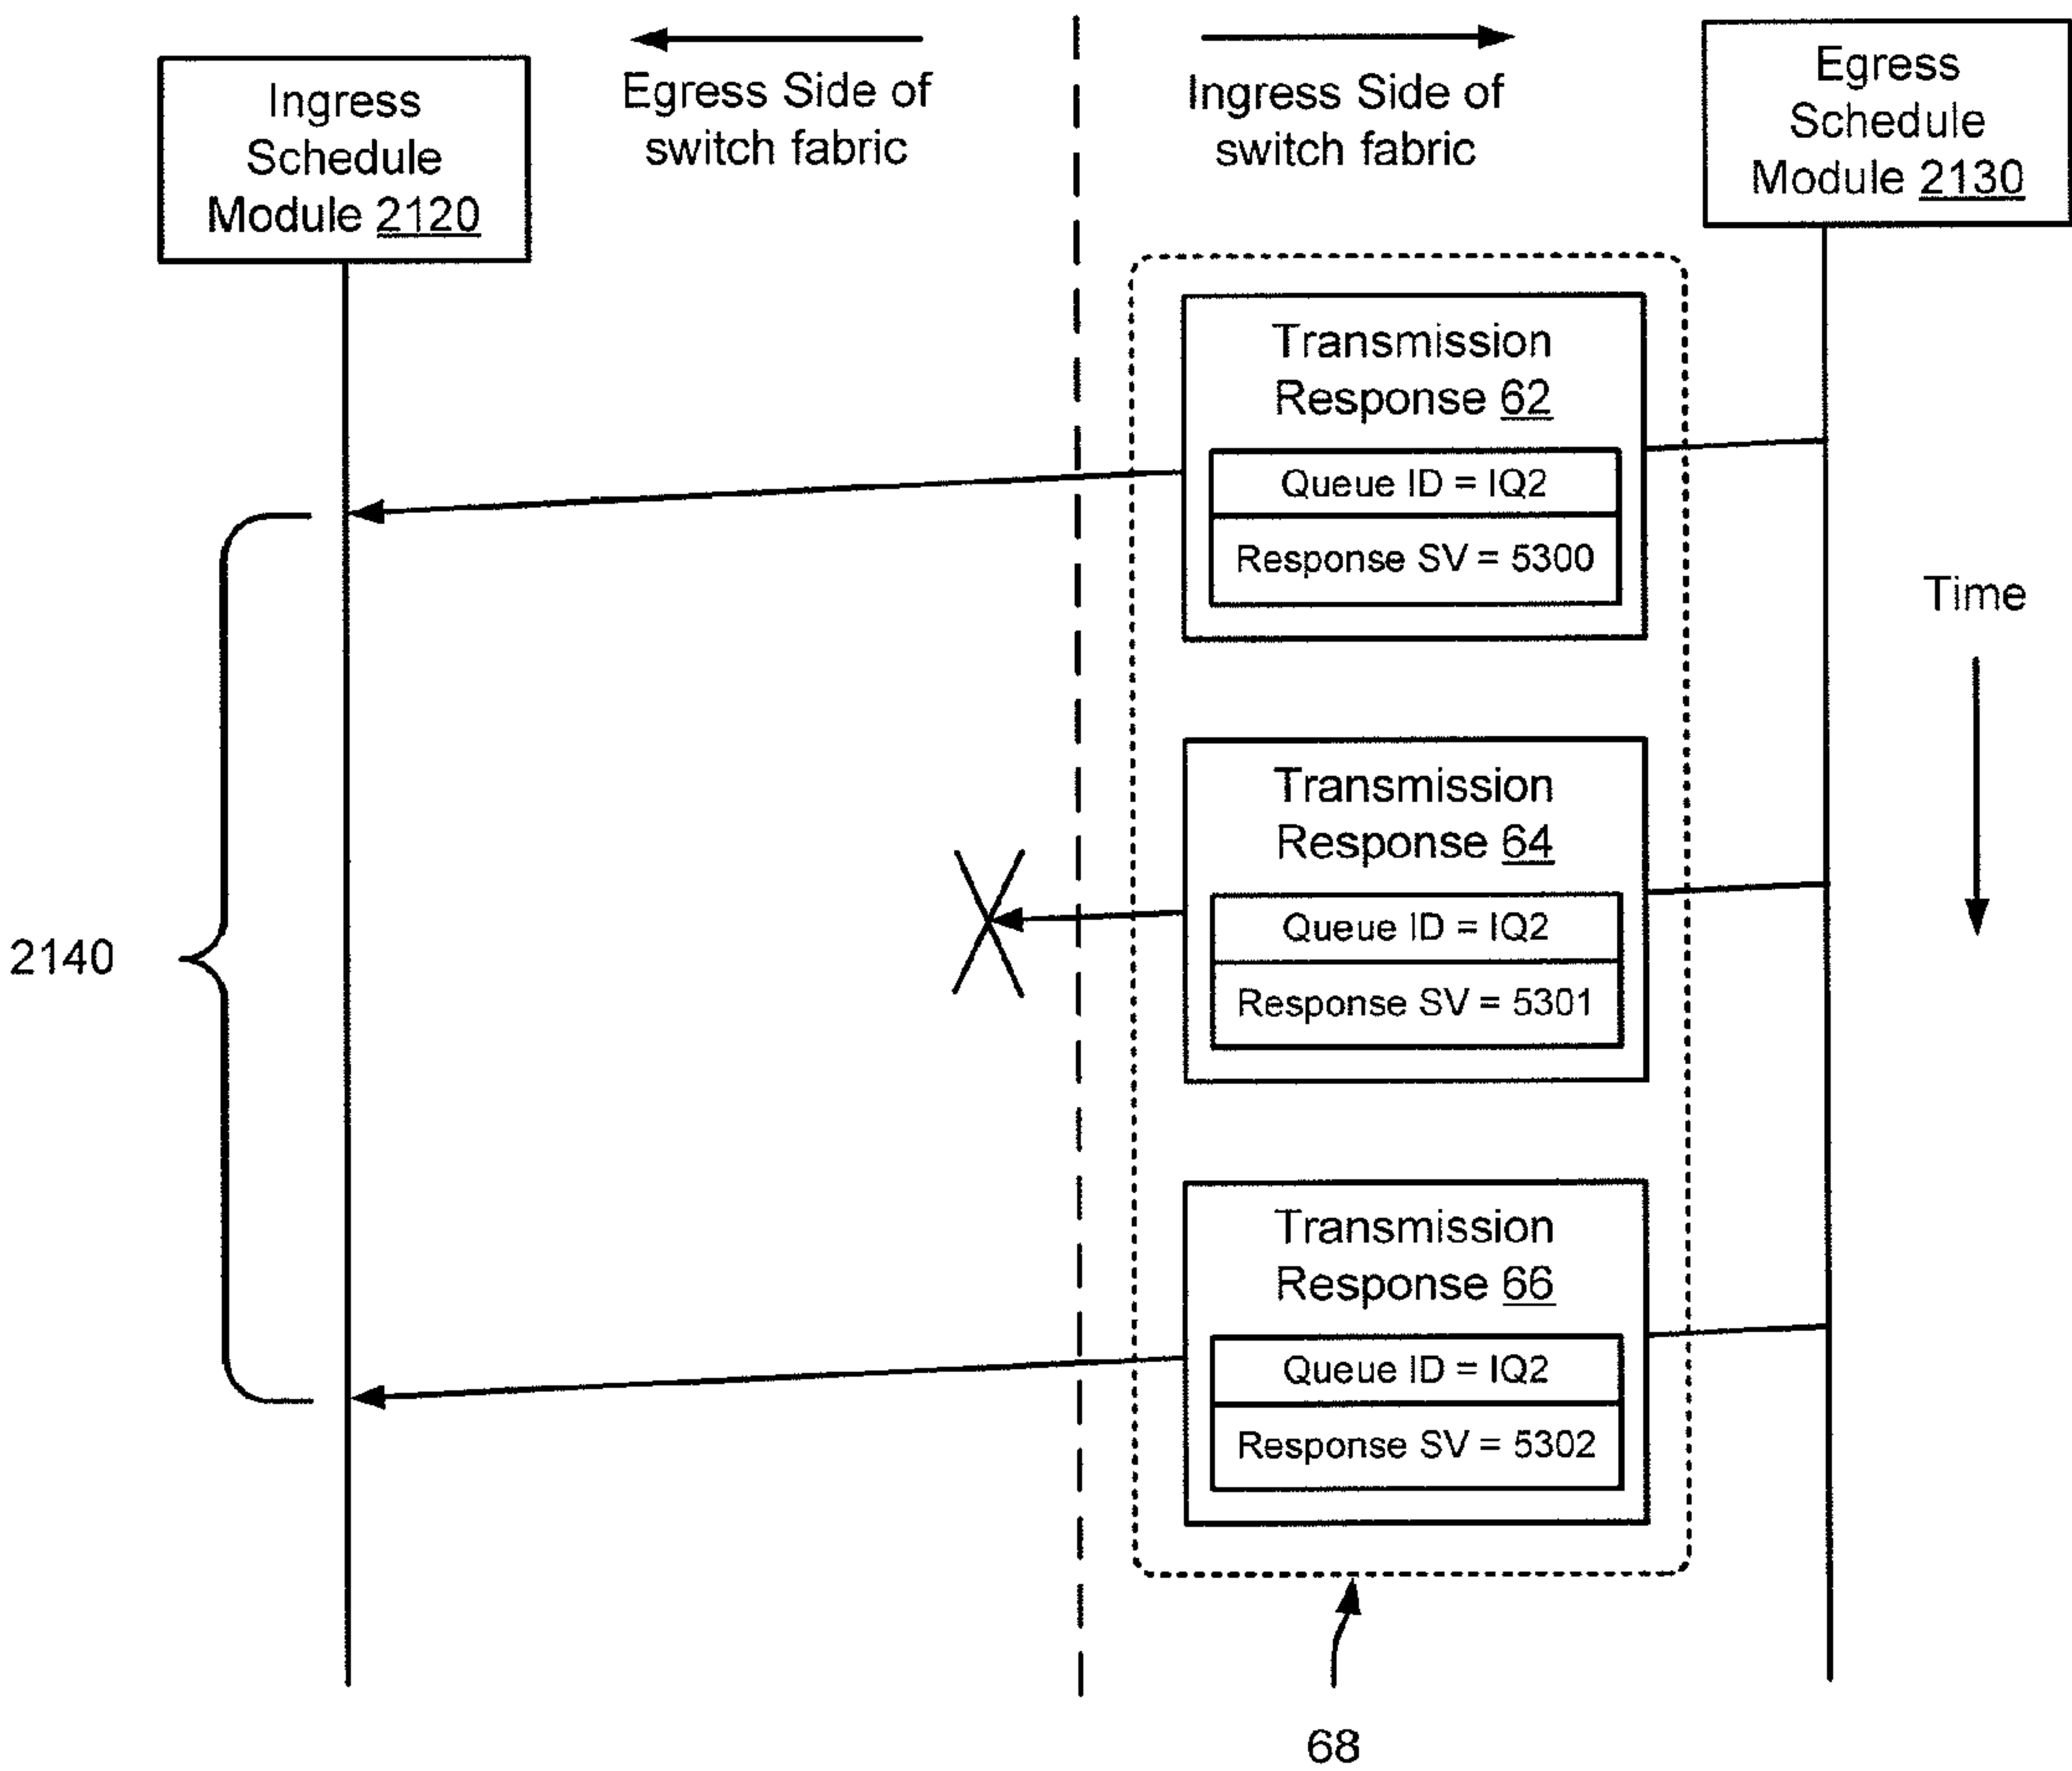 Ingress
Schedule
Module 2120
Egress Side of
switch fabric
Ingress Side of
switch fabric
Egress
Schedule
Module 2130
Transmission
Response 62
Queue ID = IQ2
Response SV = 5300
Time
Transmission
Response 64
Queue ID = IQ2
Response SV = 5301
2140
Transmission
Response 66
Queue ID = IQ2
Response SV = 5302
68